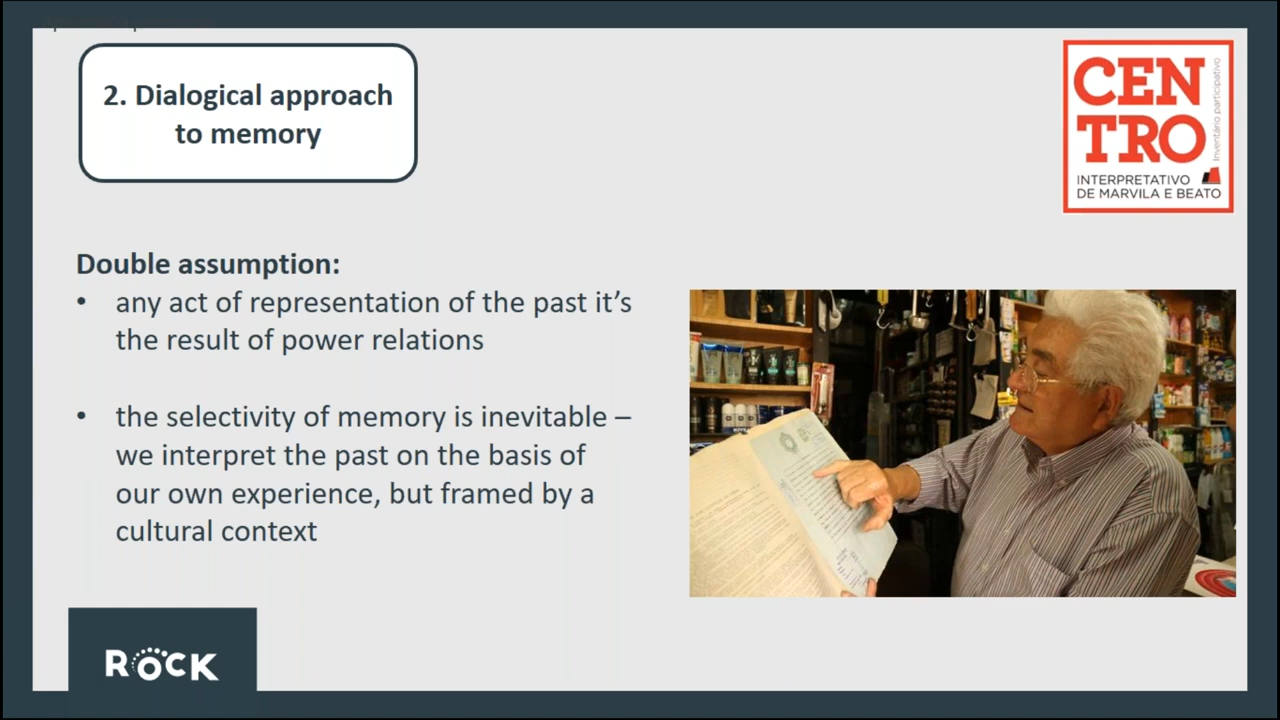 2. Dialogical approach
to memory
CEN
TRO
Inventário participativo
INTERPRETATIVO
DE MARVILA E BEATO
Double assumption:
• any act of representation of the past it’s
the result of power relations
• the selectivity of memory is inevitable –
we interpret the past on the basis of
our own experience, but framed by a
cultural context
ROCK